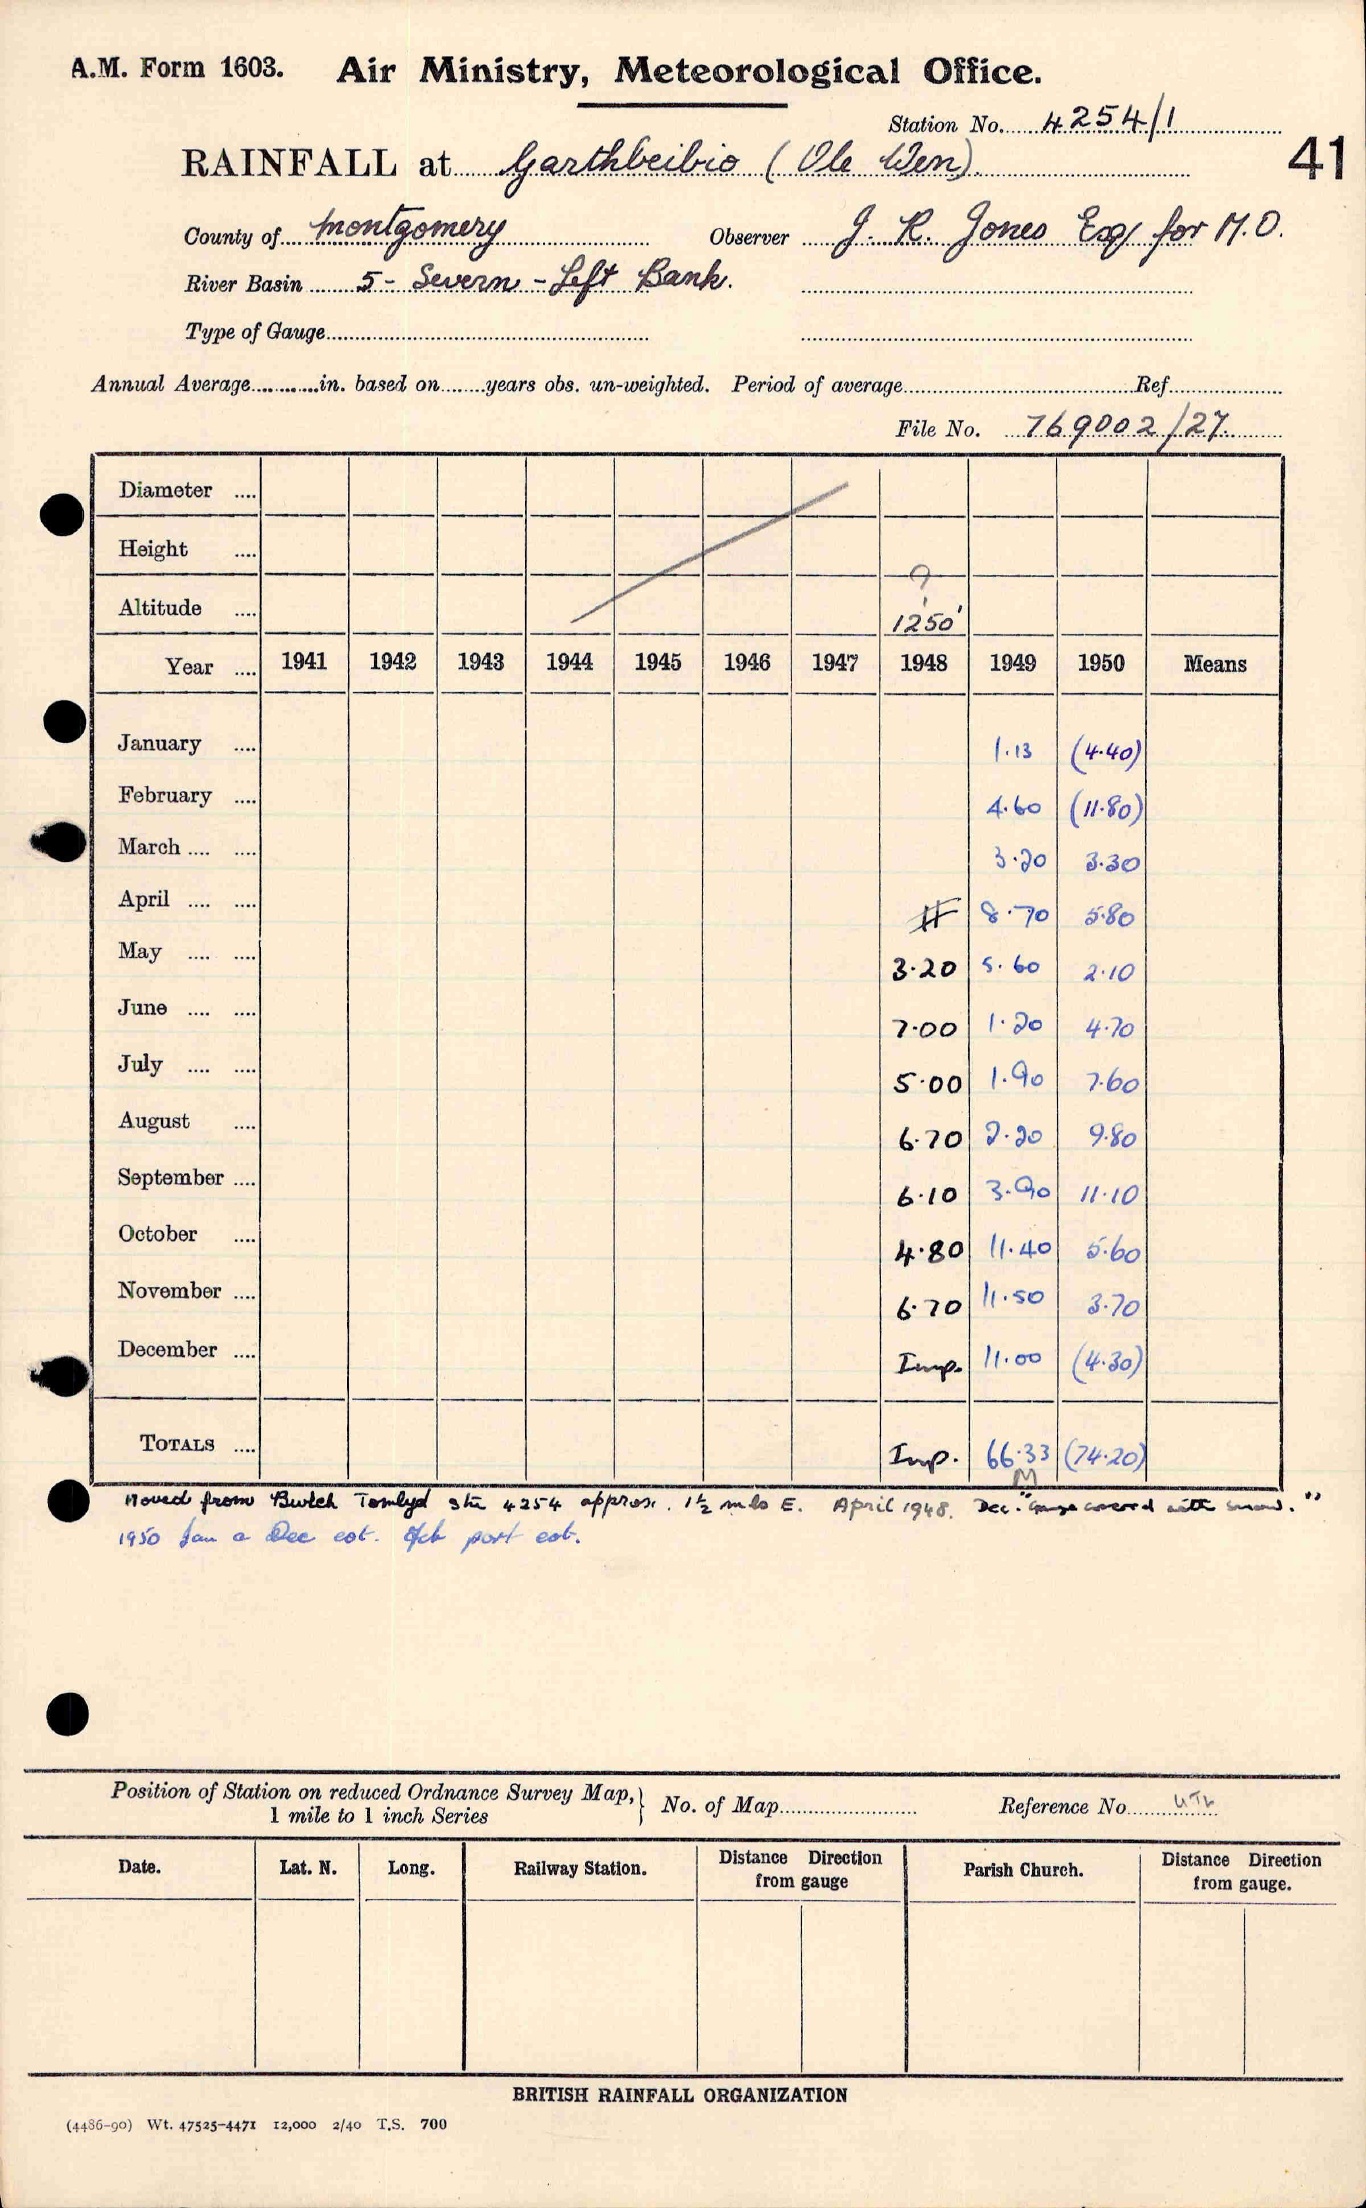 A.M. Form 1603. Air Ministry, Meteorological Office.
Station No. 4254/1
41
RAINFALL at Garthbeibio (Ole Wen).
County of Montgomery Observer J. R. Jones Esq for M.O.
River Basin 5 - Severn - Left Bank.
Type of Gauge
Annual Average in. based on years obs. un-weighted. Period of average Ref.
File No. 769002/27
Diameter
Height ?
Altitude 1250'
Year 1941 1942 1943 1944 1945 1946 1947 1948 1949 1950 Means
January 1.13 (4.40)
February 4.60 (11.80)
March 3.20 3.30
April # 8.70 5.80
May 3.20 5.60 2.10
June 7.00 1.20 4.70
July 5.00 1.90 7.60
August 6.70 2.20 9.80
September 6.10 3.90 11.10
October 4.80 11.40 5.60
November 6.70 11.50 3.70
December Imp. 11.00 (4.30)
TOTALS Imp. 66.33 (74.20)
M
Moved from Bwlch Tomlyd 4254 approx. 1½ mls E. April 1948. Dec. "Gauge covered with snow."
1950 Jan & Dec est. Feb part est.
Position of Station on reduced Ordnance Survey Map, 1 mile to 1 inch Series } No. of Map Reference No.
Date. Lat. N. Long. Railway Station. Distance Direction from gauge Parish Church. Distance Direction from gauge.
BRITISH RAINFALL ORGANIZATION
(4486-90) Wt. 47525-4471 12,000 2/40 T.S. 700